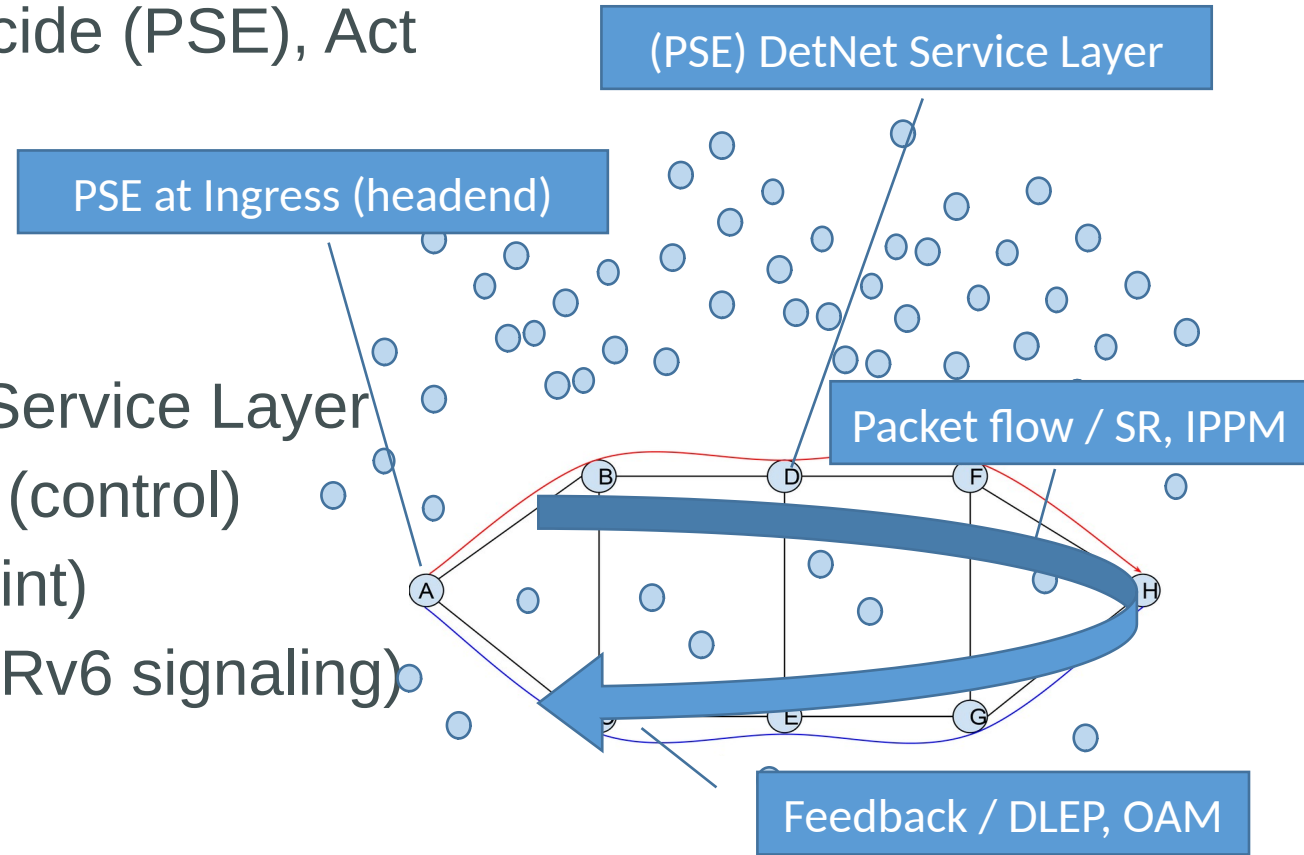 cide (PSE), Act
(PSE) DetNet Service Layer
PSE at Ingress (headend)
Service Layer
Packet flow / SR, IPPM
(control)
B D F
int)
A H
Rv6 signaling)
E G
Feedback / DLEP, OAM